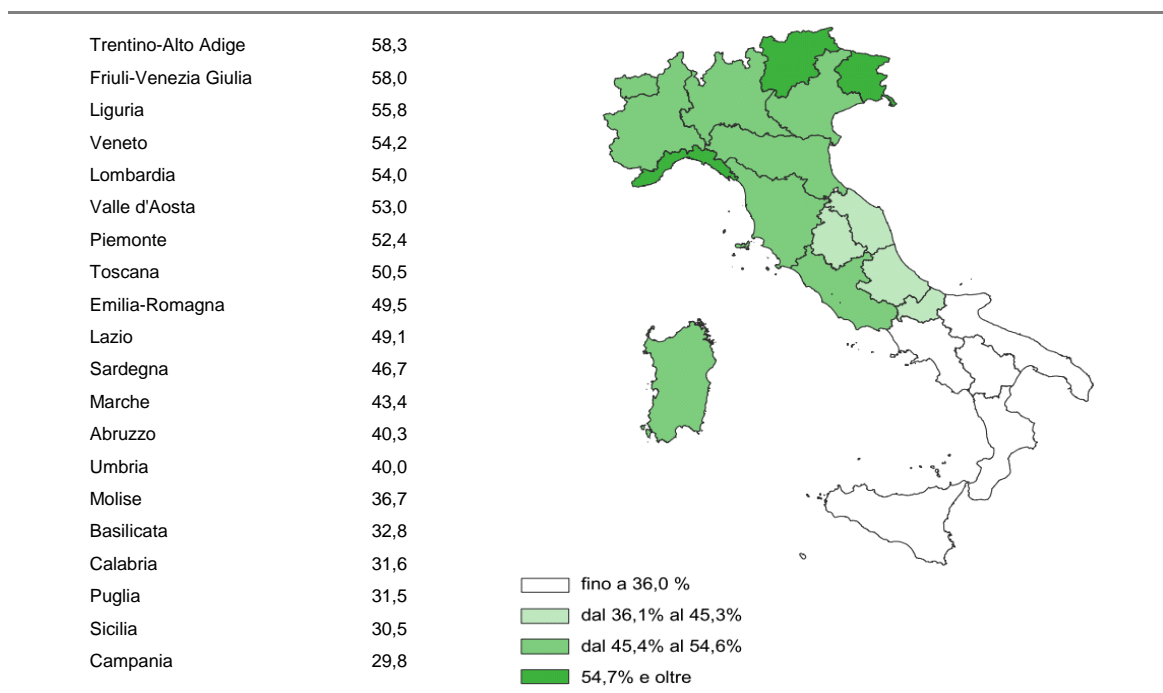 Trentino-Alto Adige 58,3
Friuli-Venezia Giulia 58,0
Liguria 55,8
Veneto 54,2
Lombardia 54,0
Valle d'Aosta 53,0
Piemonte 52,4
Toscana 50,5
Emilia-Romagna 49,5
Lazio 49,1
Sardegna 46,7
Marche 43,4
Abruzzo 40,3
Umbria 40,0
Molise 36,7
Basilicata 32,8
Calabria 31,6
Puglia 31,5
Sicilia 30,5
Campania 29,8
fino a 36,0 %
dal 36,1% al 45,3%
dal 45,4% al 54,6%
54,7% e oltre